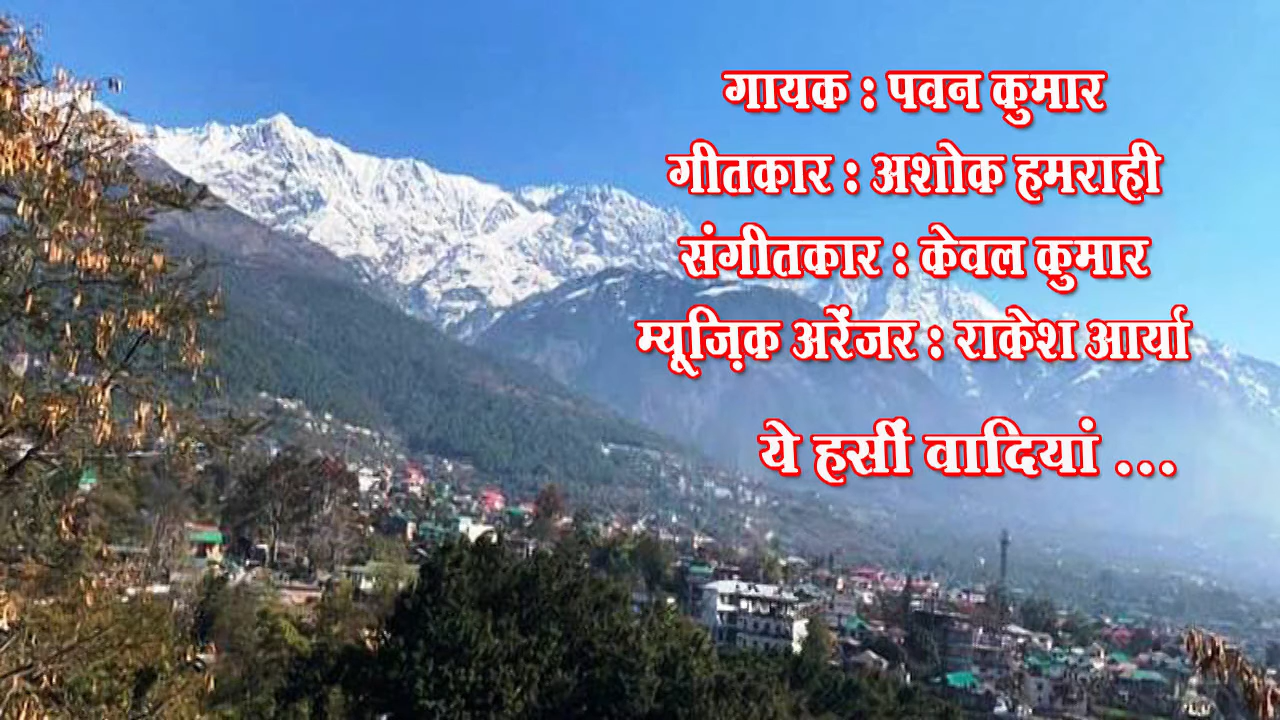 गायक : पवन कुमार
गीतकार : अशोक हमराही
संगीतकार : केवल कुमार
म्यूज़िक अरेंजर : राकेश आर्या
ये हसीं वादियां ...